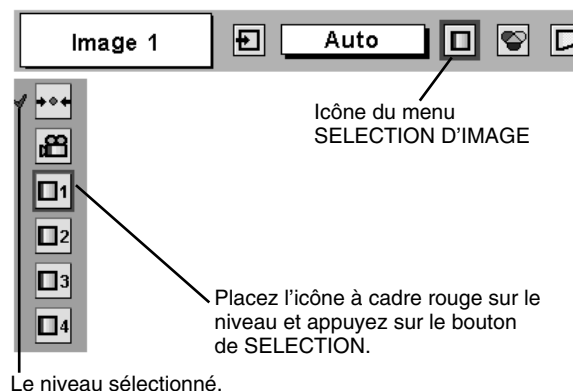 Image 1
Auto
Icône du menu
SELECTION D'IMAGE
1
2
3
4
Placez l'icône à cadre rouge sur le
niveau et appuyez sur le bouton
de SELECTION.
Le niveau sélectionné.